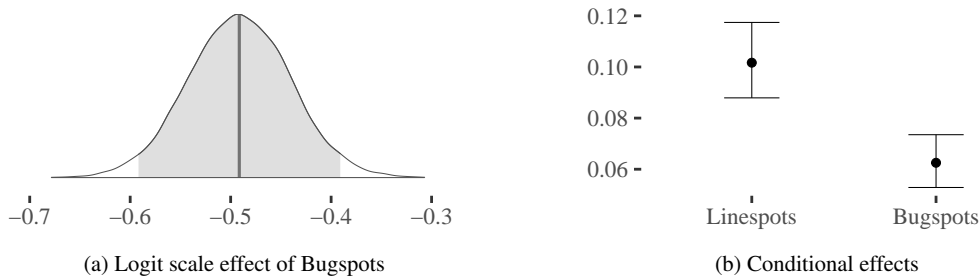 −0.7 −0.6 −0.5 −0.4 −0.3
(a) Logit scale effect of Bugspots
0.12
0.10
0.08
0.06
Linespots Bugspots
(b) Conditional effects